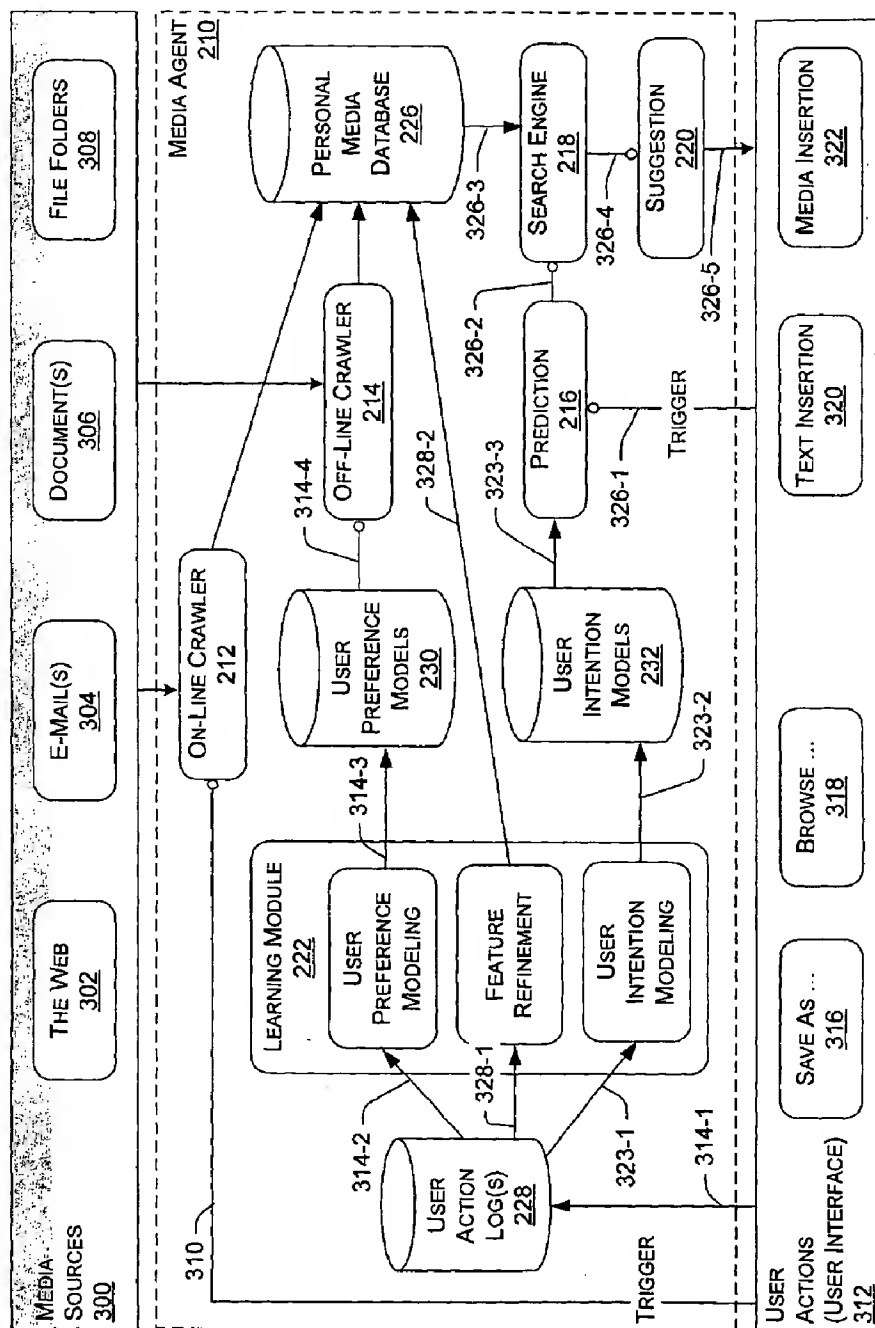 MEDIA
SOURCES
300
THE WEB
302
E-MAIL(S)
304
DOCUMENT(S)
306
FILE FOLDERS
308
310
MEDIA AGENT
210
ON-LINE CRAWLER
212
OFF-LINE CRAWLER
214
PERSONAL
MEDIA
DATABASE
226
314-4
314-3
USER
PREFERENCE
MODELS
230
LEARNING MODULE
222
USER
PREFERENCE
MODELING
FEATURE
REFINEMENT
USER
INTENTION
MODELING
314-2
328-1
323-1
328-2
USER
ACTION
LOG(S)
228
314-1
323-2
USER
INTENTION
MODELS
232
323-3
PREDICTION
216
326-1
326-2
326-3
SEARCH ENGINE
218
326-4
SUGGESTION
220
326-5
TRIGGER
TRIGGER
USER
ACTIONS
(USER INTERFACE)
312
SAVE AS ...
316
BROWSE ...
318
TEXT INSERTION
320
MEDIA INSERTION
322